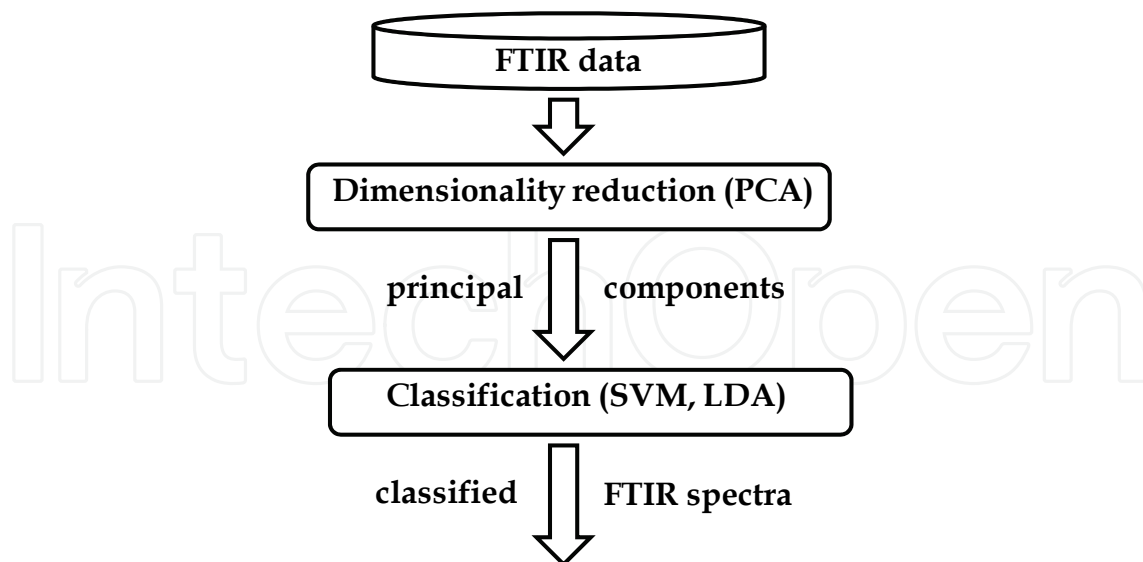 FTIR data
Dimensionality reduction (PCA)
IntechOpen
principal components
Classification (SVM, LDA)
classified FTIR spectra